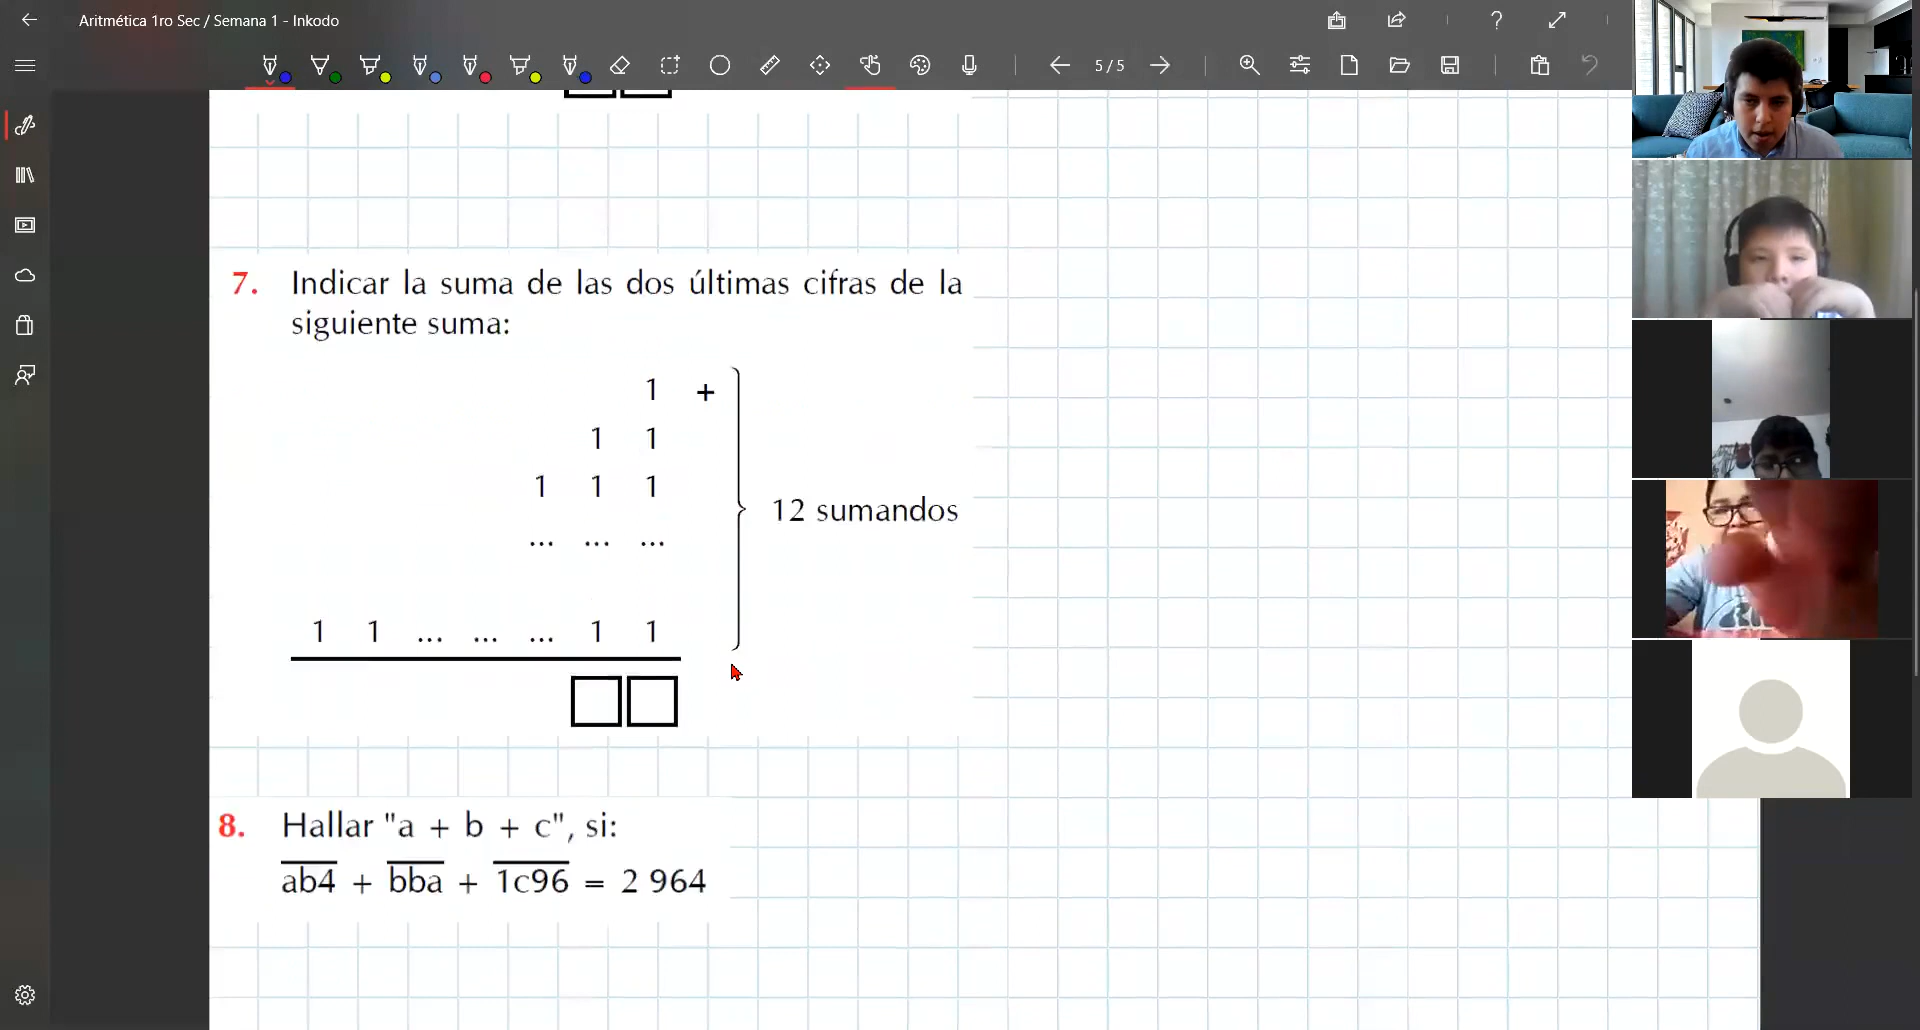 Aritmética 1ro Sec / Semana 1 - Inkodo
5 / 5
7. Indicar la suma de las dos últimas cifras de la
siguiente suma:
1 +
1 1
1 1 1
... ... ...
12 sumandos
1 1 ... ... ... 1 1
8. Hallar "a + b + c", si:
ab4 + bba + 1c96 = 2 964